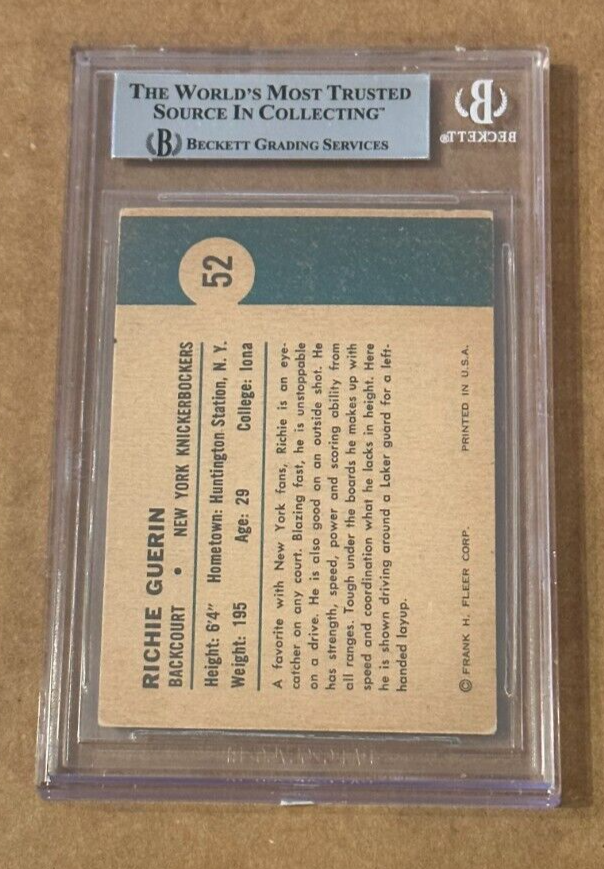 THE WORLD'S MOST TRUSTED
SOURCE IN COLLECTING™
B BECKETT GRADING SERVICES
B
BECKETT®
52
RICHIE GUERIN
BACKCOURT • NEW YORK KNICKERBOCKERS
Height: 6'4" Hometown: Huntington Station, N. Y.
Weight: 195 Age: 29 College: Iona
A favorite with New York fans, Richie is an eye-
catcher on any court. Blazing fast, he is unstoppable
on a drive. He is also good on an outside shot. He
has strength, speed, power and scoring ability from
all ranges. Tough under the boards he makes up with
speed and coordination what he lacks in height. Here
he is shown driving around a Laker guard for a left-
handed layup.
© FRANK H. FLEER CORP. PRINTED IN U.S.A.